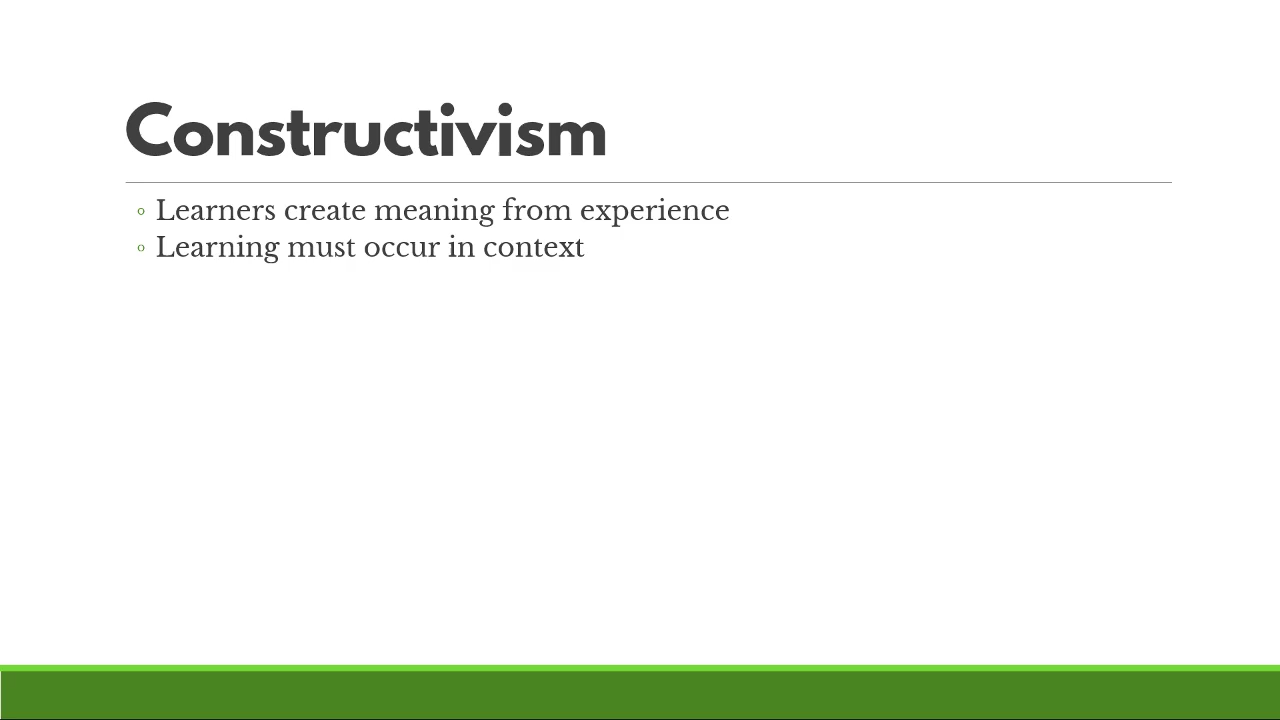 Constructivism
◦ Learners create meaning from experience
◦ Learning must occur in context